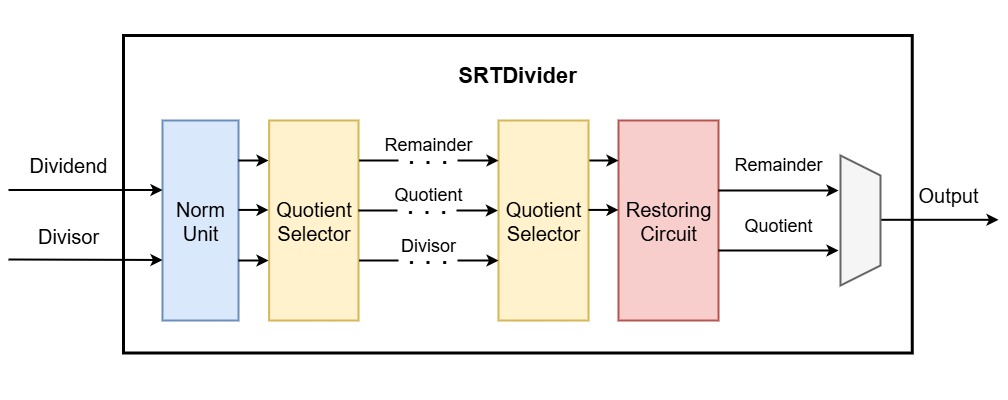 SRTDivider
Dividend
Divisor
Norm
Unit
Quotient
Selector
Remainder
. . .
Quotient
. . .
Divisor
. . .
Quotient
Selector
Restoring
Circuit
Remainder
Quotient
Output